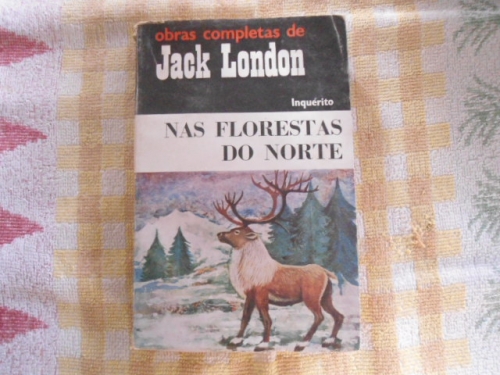 obras completas de
Jack London
Inquérito
NAS FLORESTAS
DO NORTE